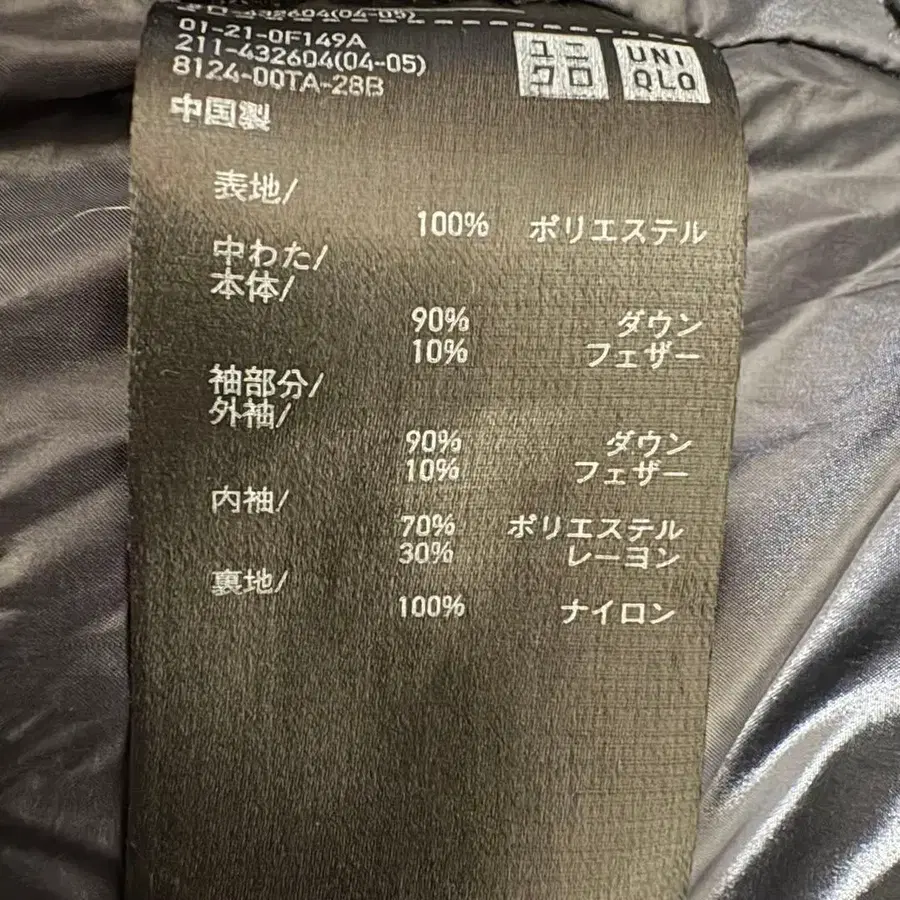 432604(04-05)
01-21-0F149A
211-432604(04-05)
8124-00TA-28B
ユニ
クロ
UNI
QLO
中国製
表地/
100% ポリエステル
中わた/
本体/
90% ダウン
10% フェザー
袖部分/
外袖/
90% ダウン
10% フェザー
内袖/
70% ポリエステル
30% レーヨン
裏地/
100% ナイロン